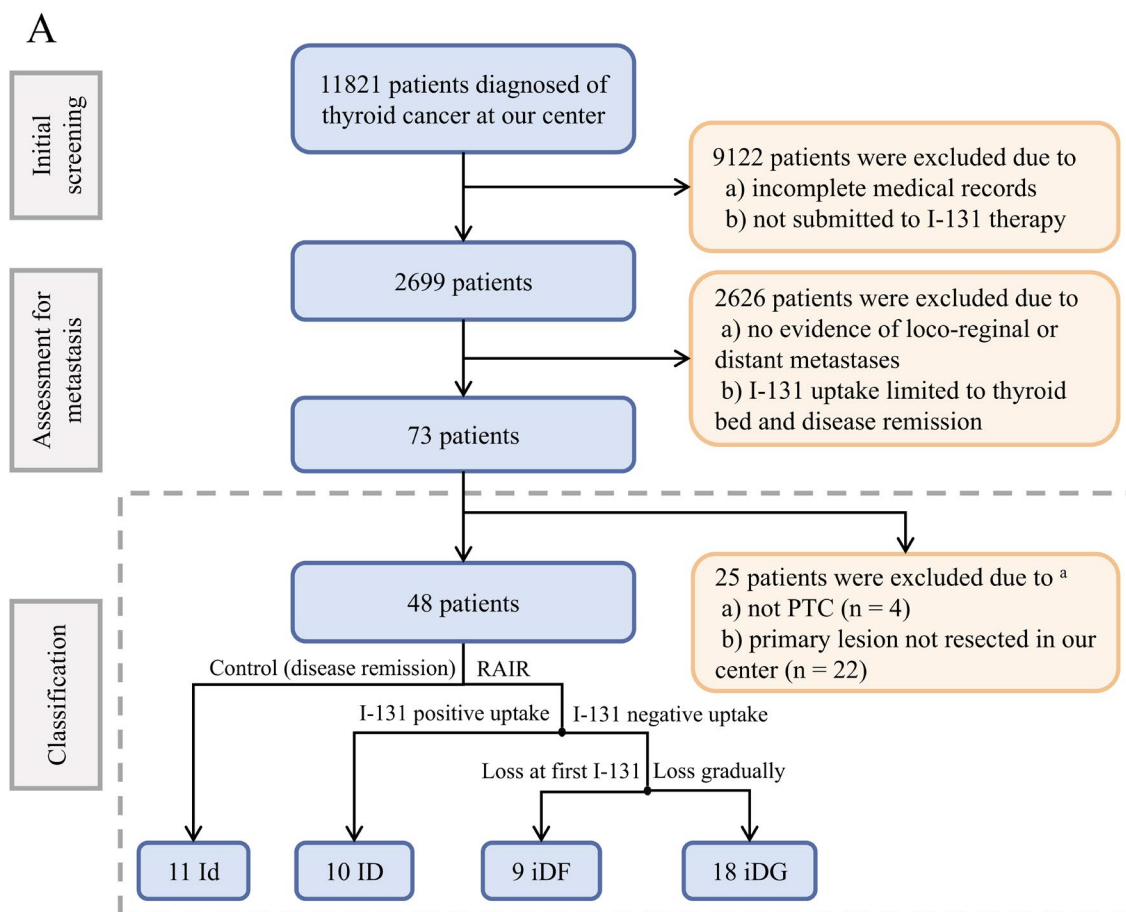 A
Initial
screening
11821 patients diagnosed of
thyroid cancer at our center
9122 patients were excluded due to
a) incomplete medical records
b) not submitted to I-131 therapy
Assessment for
metastasis
2699 patients
2626 patients were excluded due to
a) no evidence of loco-reginal or
distant metastases
b) I-131 uptake limited to thyroid
bed and disease remission
73 patients
Classification
48 patients
25 patients were excluded due to a
a) not PTC (n = 4)
b) primary lesion not resected in our
center (n = 22)
Control (disease remission) RAIR
I-131 positive uptake I-131 negative uptake
Loss at first I-131 Loss gradually
11 Id
10 ID
9 iDF
18 iDG